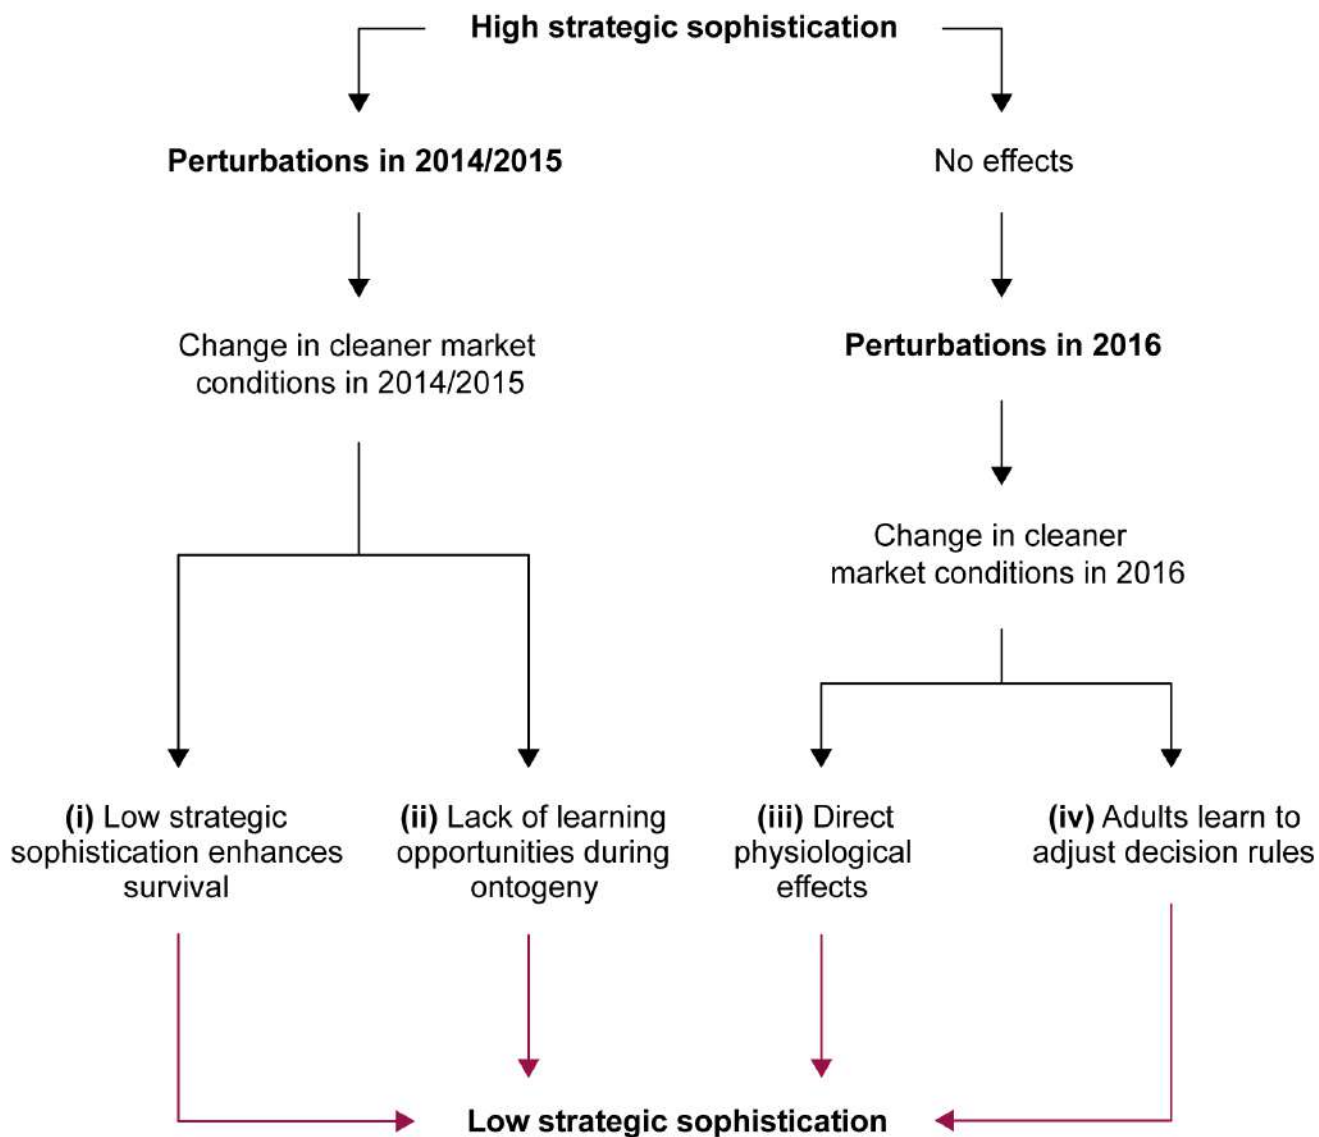 High strategic sophistication
Perturbations in 2014/2015
No effects
Change in cleaner market
conditions in 2014/2015
Perturbations in 2016
Change in cleaner
market conditions in 2016
(i) Low strategic
sophistication enhances
survival
(ii) Lack of learning
opportunities during
ontogeny
(iii) Direct
physiological
effects
(iv) Adults learn to
adjust decision rules
Low strategic sophistication